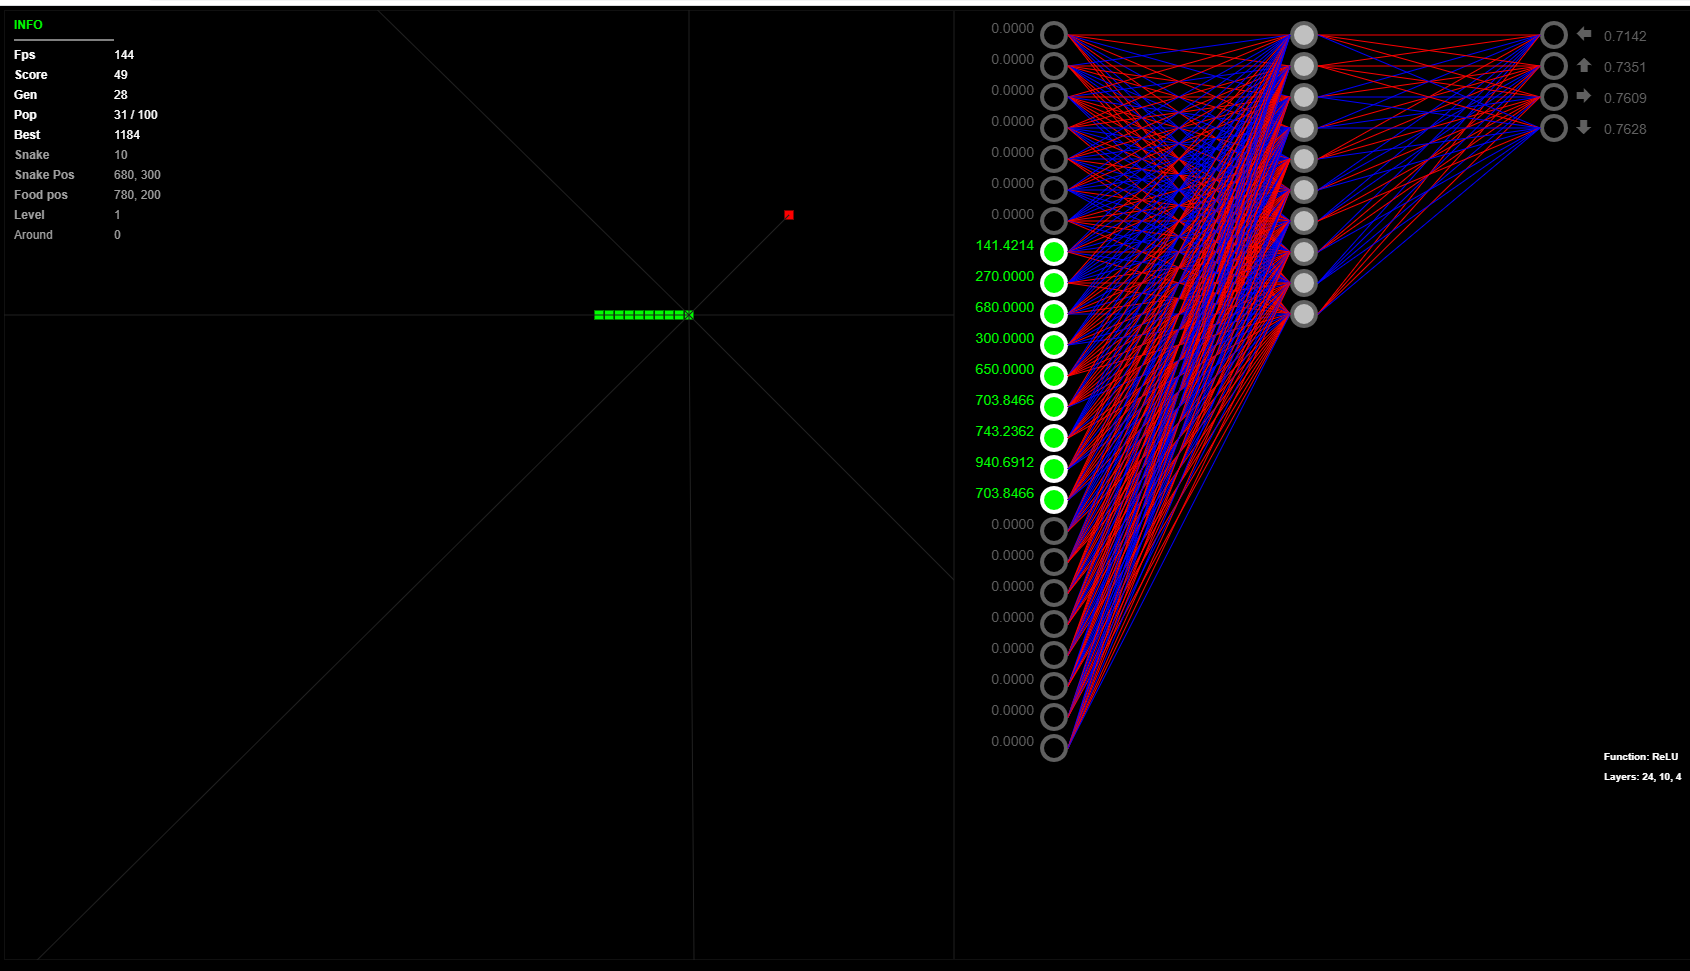 INFO
Fps 144
Score 49
Gen 28
Pop 31 / 100
Best 1184
Snake 10
Snake Pos 680, 300
Food pos 780, 200
Level 1
Around 0
0.0000
0.0000
0.0000
0.0000
0.0000
0.0000
0.0000
141.4214
270.0000
680.0000
300.0000
650.0000
703.8466
743.2362
940.6912
703.8466
0.0000
0.0000
0.0000
0.0000
0.0000
0.0000
0.0000
0.0000
0.7142
0.7351
0.7609
0.7628
Function: ReLU
Layers: 24, 10, 4